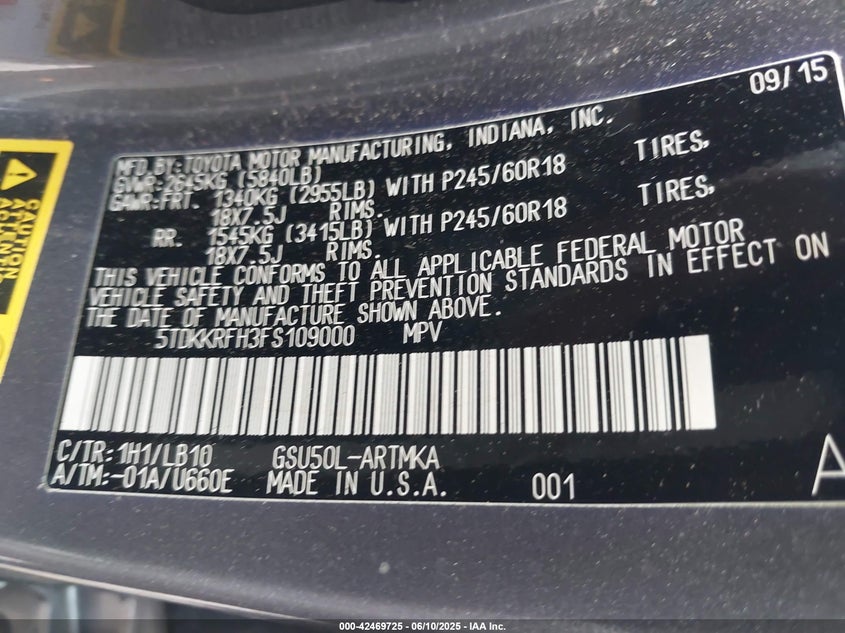 09/15
MFD BY:TOYOTA MOTOR MANUFACTURING, INDIANA, INC.
GVWR:2645KG (5840LB)
GAWR:FRT. 1340KG (2955LB) WITH P245/60R18 TIRES,
18X7.5J RIMS.
RR. 1545KG (3415LB) WITH P245/60R18 TIRES,
18X7.5J RIMS.
THIS VEHICLE CONFORMS TO ALL APPLICABLE FEDERAL MOTOR
VEHICLE SAFETY AND THEFT PREVENTION STANDARDS IN EFFECT ON
THE DATE OF MANUFACTURE SHOWN ABOVE.
5TDKKRFH3FS109000 MPV
C/TR:1H1/LB10 GSU50L-ARTMKA
A/TM:-01A/U660E MADE IN U.S.A. 001
A
CAUTION
000-42469725 - 06/10/2025 - IAA Inc.